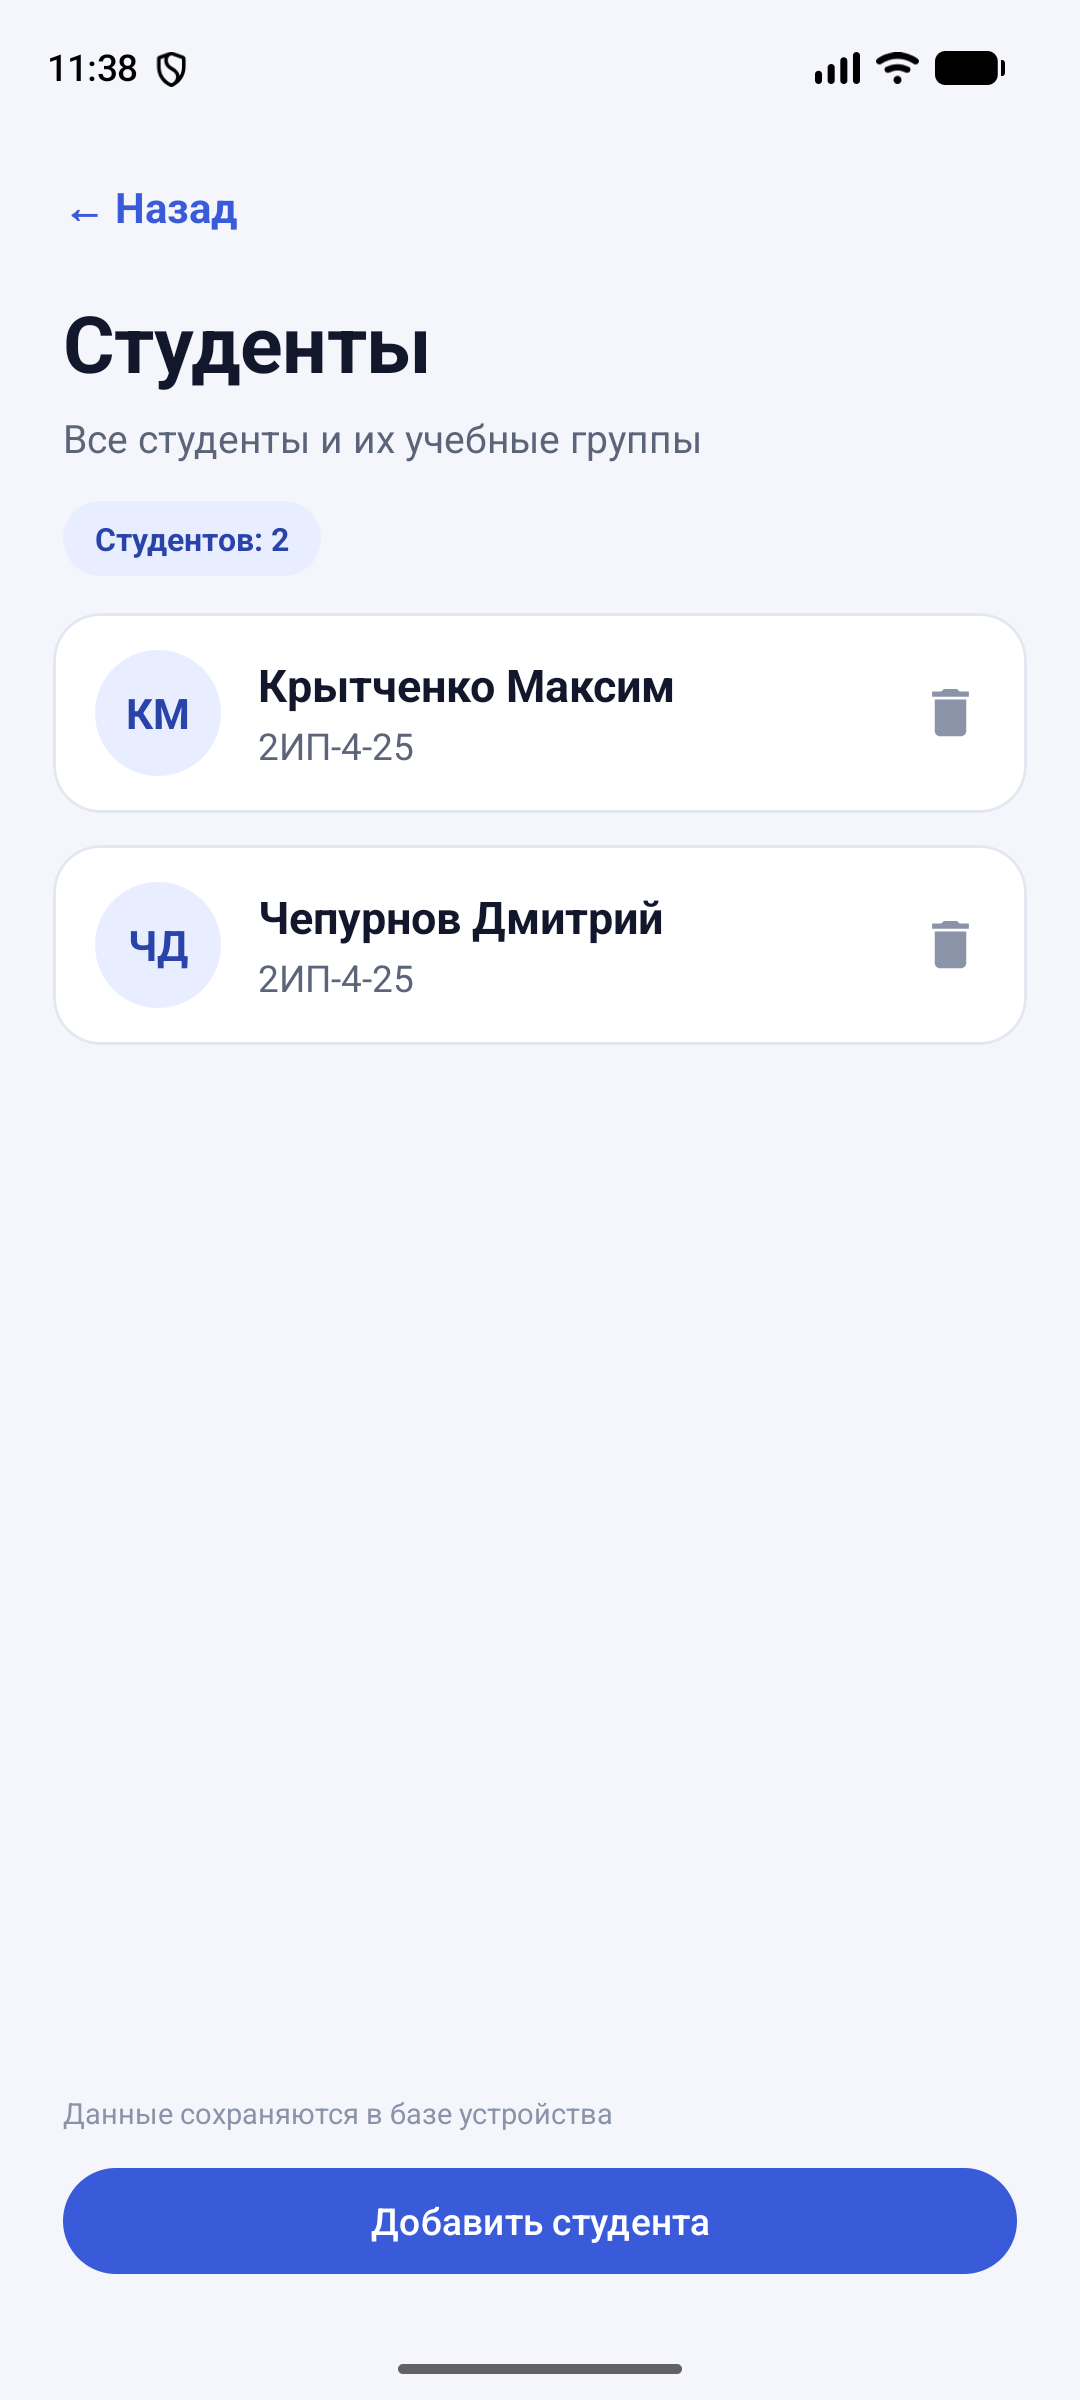 11:38
← Назад
Студенты
Все студенты и их учебные группы
Студентов: 2
КМ
Крытченко Максим
2ИП-4-25
ЧД
Чепурнов Дмитрий
2ИП-4-25
Данные сохраняются в базе устройства
Добавить студента